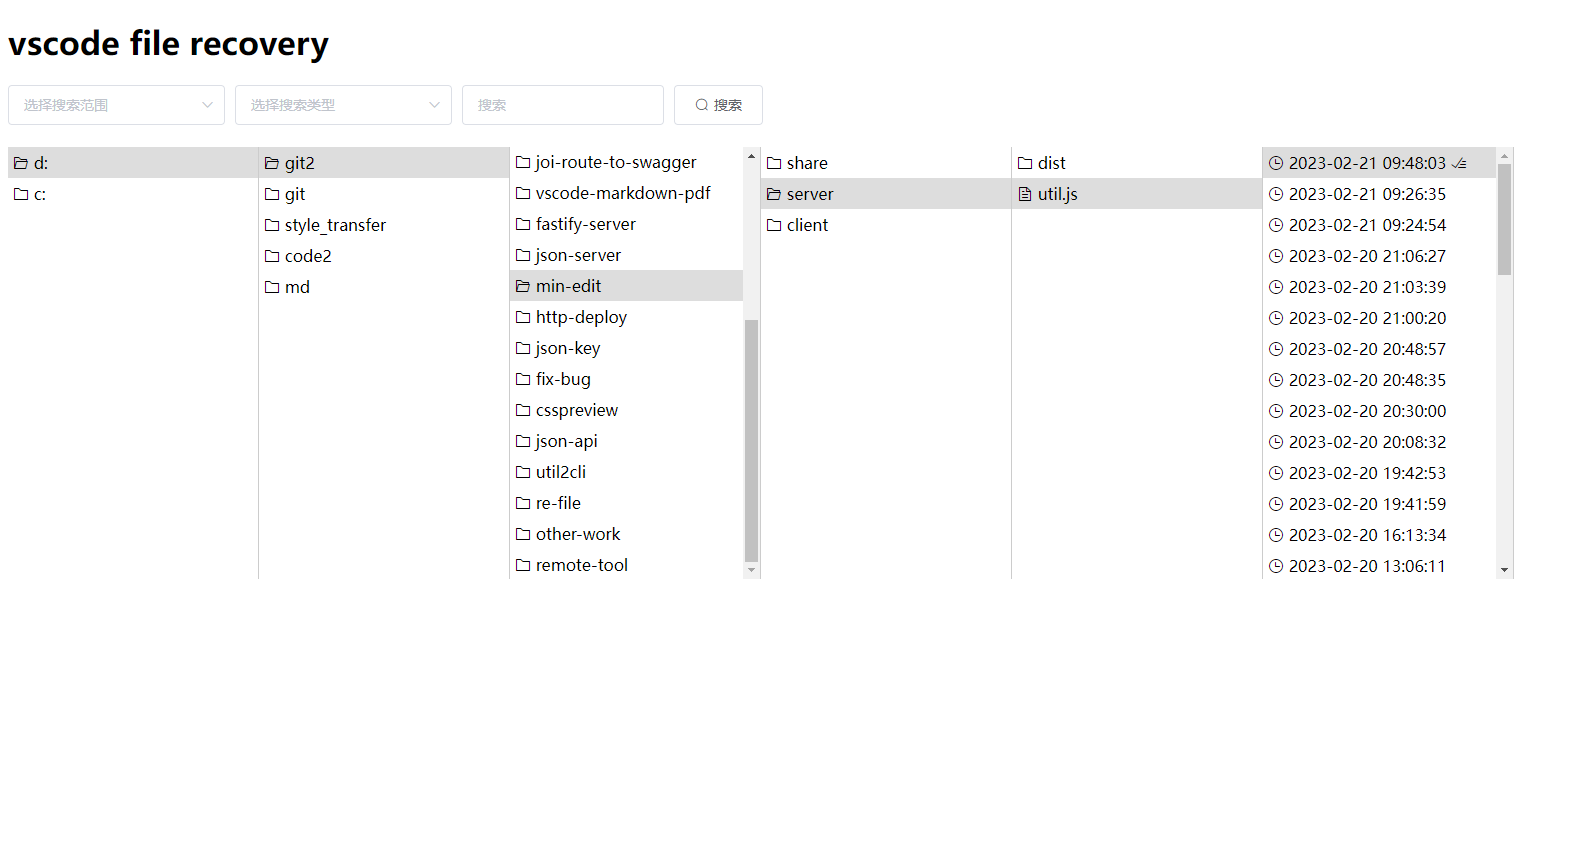 vscode file recovery
选择搜索范围
选择搜索类型
搜索
搜索
d:
c:
git2
git
style_transfer
code2
md
joi-route-to-swagger
vscode-markdown-pdf
fastify-server
json-server
min-edit
http-deploy
json-key
fix-bug
csspreview
json-api
util2cli
re-file
other-work
remote-tool
share
server
client
dist
util.js
2023-02-21 09:48:03
2023-02-21 09:26:35
2023-02-21 09:24:54
2023-02-20 21:06:27
2023-02-20 21:03:39
2023-02-20 21:00:20
2023-02-20 20:48:57
2023-02-20 20:48:35
2023-02-20 20:30:00
2023-02-20 20:08:32
2023-02-20 19:42:53
2023-02-20 19:41:59
2023-02-20 16:13:34
2023-02-20 13:06:11